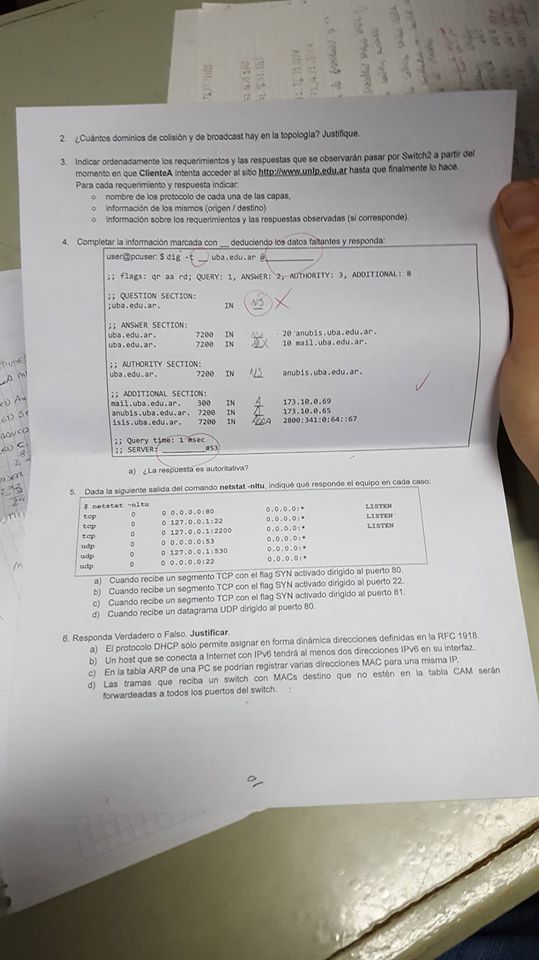 2. ¿Cuántos dominios de colisión y de broadcast hay en la topología? Justifique.
3. Indicar ordenadamente los requerimientos y las respuestas que se observarán pasar por Switch2 a partir del
momento en que ClienteA intenta acceder al sitio http://www.unlp.edu.ar hasta que finalmente lo hace.
Para cada requerimiento y respuesta indicar:
o nombre de los protocolo de cada una de las capas,
o información de los mismos (origen / destino)
o información sobre los requerimientos y las respuestas observadas (si corresponde).
4. Completar la información marcada con __ deduciendo los datos faltantes y responda:
user@pcuser: $ dig -t __ uba.edu.ar @________
;; flags: qr aa rd; QUERY: 1, ANSWER: 2, AUTHORITY: 3, ADDITIONAL: 8
;; QUESTION SECTION:
;uba.edu.ar. IN NS
;; ANSWER SECTION:
uba.edu.ar. 7200 IN 20 anubis.uba.edu.ar.
uba.edu.ar. 7200 IN 10 mail.uba.edu.ar.
;; AUTHORITY SECTION:
uba.edu.ar. 7200 IN NS anubis.uba.edu.ar.
;; ADDITIONAL SECTION:
mail.uba.edu.ar. 300 IN A 173.10.0.69
anubis.uba.edu.ar. 7200 IN 173.10.0.65
isis.uba.edu.ar. 7200 IN 2800:341:0:64::67
;; Query time: 1 msec
;; SERVER: ________#53
a) ¿La respuesta es autoritativa?
5. Dada la siguiente salida del comando netstat -nltu, indiqué qué responde el equipo en cada caso:
$ netstat -nltu
tcp 0 0 0.0.0.0:80 0.0.0.0:* LISTEN
tcp 0 0 127.0.0.1:22 0.0.0.0:* LISTEN
tcp 0 0 127.0.0.1:2200 0.0.0.0:* LISTEN
udp 0 0 0.0.0.0:53 0.0.0.0:*
udp 0 0 127.0.0.1:530 0.0.0.0:*
udp 0 0 0.0.0.0:22 0.0.0.0:*
a) Cuando recibe un segmento TCP con el flag SYN activado dirigido al puerto 80.
b) Cuando recibe un segmento TCP con el flag SYN activado dirigido al puerto 22.
c) Cuando recibe un segmento TCP con el flag SYN activado dirigido al puerto 81.
d) Cuando recibe un datagrama UDP dirigido al puerto 80.
6. Responda Verdadero o Falso. Justificar.
a) El protocolo DHCP sólo permite asignar en forma dinámica direcciones definidas en la RFC 1918.
b) Un host que se conecta a Internet con IPv6 tendrá al menos dos direcciones IPv6 en su interfaz.
c) En la tabla ARP de una PC se podrían registrar varias direcciones MAC para una misma IP.
d) Las tramas que reciba un switch con MACs destino que no estén en la tabla CAM serán
forwardeadas a todos los puertos del switch.